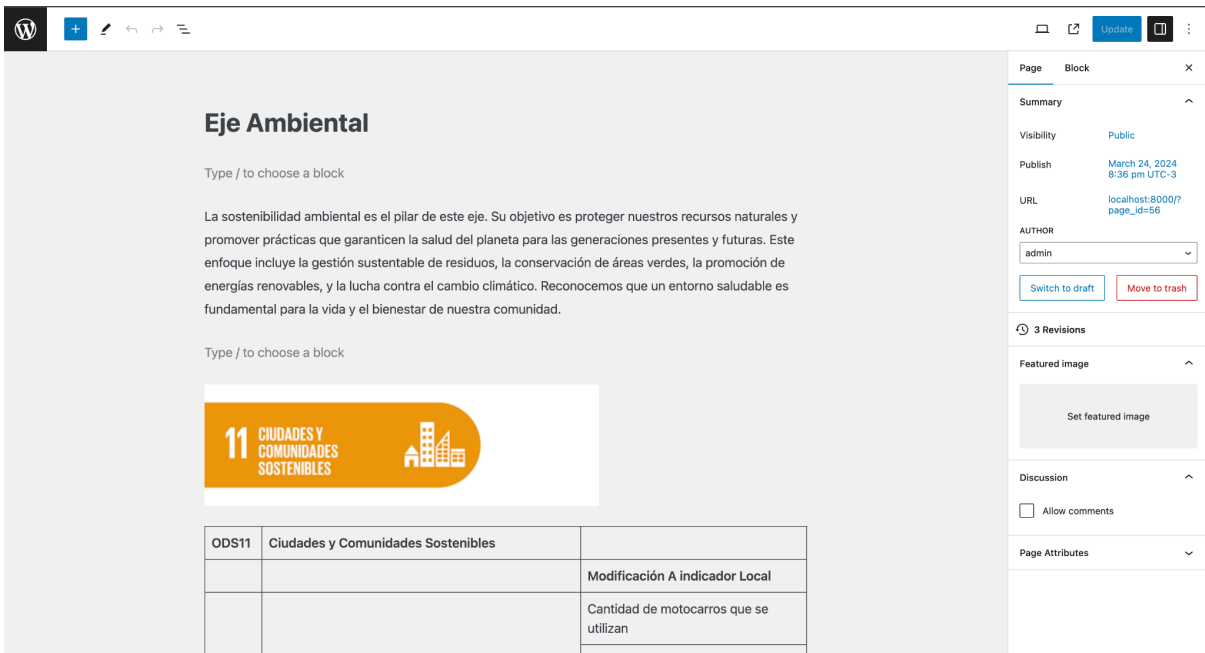 Update
Page
Block
Summary
Visibility
Public
Publish
March 24, 2024
8:36 pm UTC-3
URL
localhost:8000/?
page_id=56
AUTHOR
admin
Switch to draft
Move to trash
3 Revisions
Featured image
Set featured image
Discussion
Allow comments
Page Attributes
Eje Ambiental
Type / to choose a block
La sostenibilidad ambiental es el pilar de este eje. Su objetivo es proteger nuestros recursos naturales y
promover prácticas que garanticen la salud del planeta para las generaciones presentes y futuras. Este
enfoque incluye la gestión sustentable de residuos, la conservación de áreas verdes, la promoción de
energías renovables, y la lucha contra el cambio climático. Reconocemos que un entorno saludable es
fundamental para la vida y el bienestar de nuestra comunidad.
Type / to choose a block
11
CIUDADES Y
COMUNIDADES
SOSTENIBLES
ODS11
Ciudades y Comunidades Sostenibles
Modificación A indicador Local
Cantidad de motocarros que se
utilizan